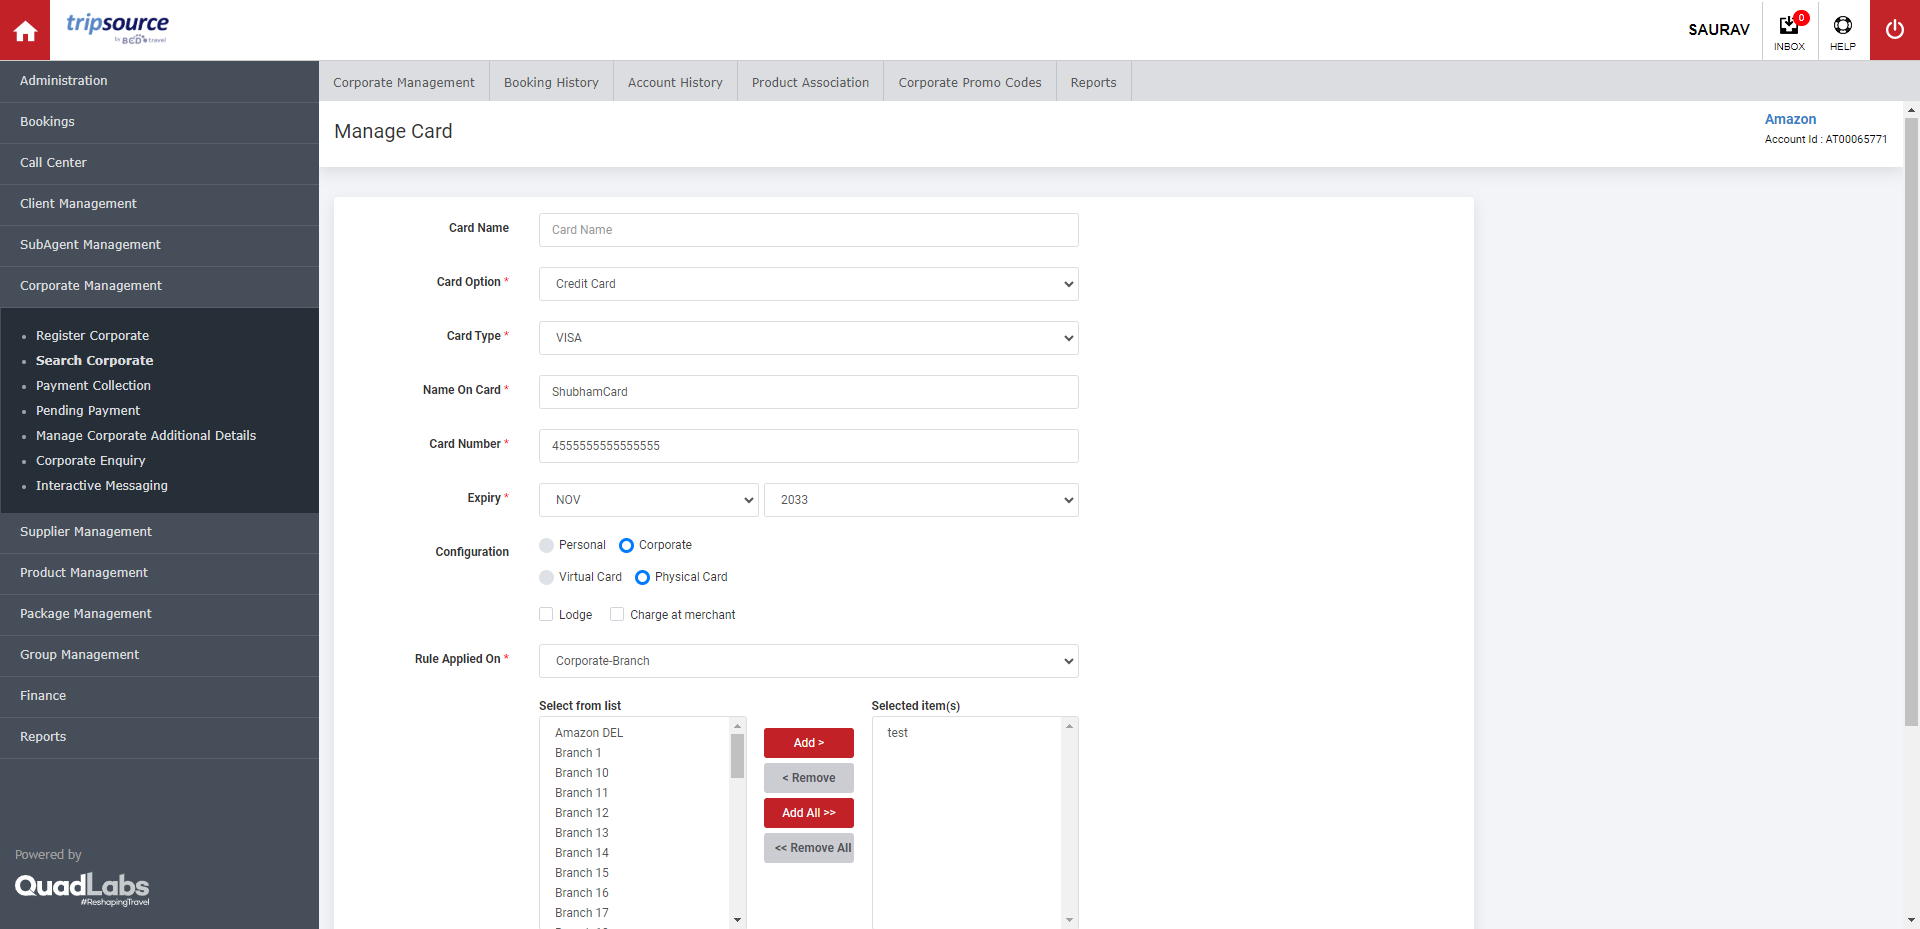 tripsource
by BCD travel
SAURAV
0
INBOX
HELP
Administration
Bookings
Call Center
Client Management
SubAgent Management
Corporate Management
Register Corporate
Search Corporate
Payment Collection
Pending Payment
Manage Corporate Additional Details
Corporate Enquiry
Interactive Messaging
Supplier Management
Product Management
Package Management
Group Management
Finance
Reports
Powered by
QuadLabs
#ReshapingTravel
Corporate Management
Booking History
Account History
Product Association
Corporate Promo Codes
Reports
Manage Card
Amazon
Account Id : AT00065771
Card Name
Card Name
Card Option *
Credit Card
Card Type *
VISA
Name On Card *
ShubhamCard
Card Number *
4555555555555555
Expiry *
NOV
2033
Configuration
Personal
Corporate
Virtual Card
Physical Card
Lodge
Charge at merchant
Rule Applied On *
Corporate-Branch
Select from list
Amazon DEL
Branch 1
Branch 10
Branch 11
Branch 12
Branch 13
Branch 14
Branch 15
Branch 16
Branch 17
Add >
< Remove
Add All >>
<< Remove All
Selected item(s)
test